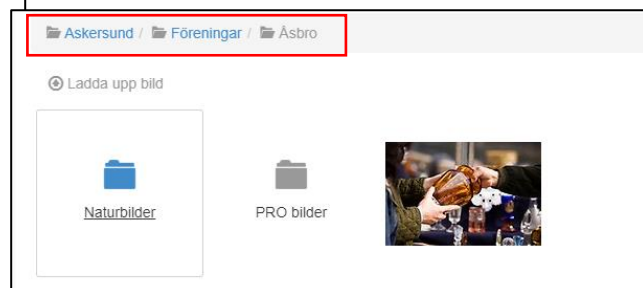 Askersund / Föreningar / Åsbro
Ladda upp bild
Naturbilder PRO bilder